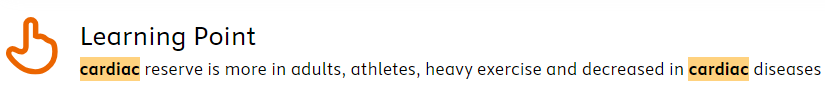 Learning Point
cardiac reserve is more in adults, athletes, heavy exercise and decreased in cardiac diseases